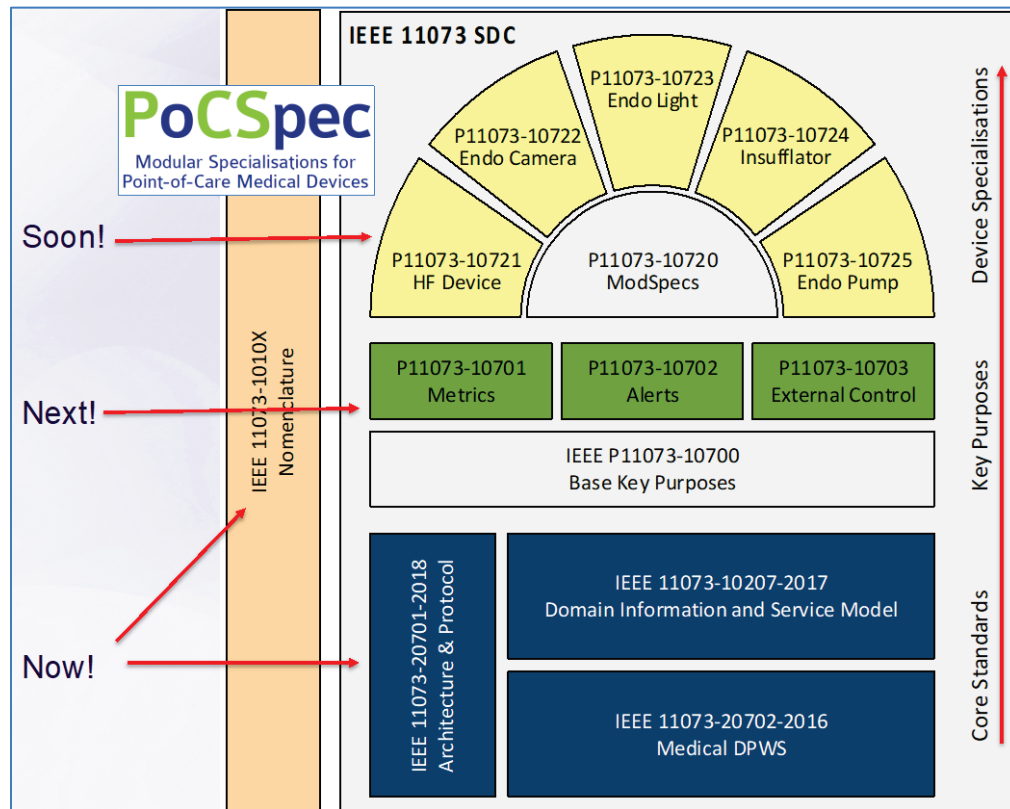 IEEE 11073 SDC
PoCSpec
Modular Specialisations for
Point-of-Care Medical Devices
Soon!
Next!
Now!
IEEE 11073-1010X
Nomenclature
P11073-10721
HF Device
P11073-10722
Endo Camera
P11073-10723
Endo Light
P11073-10724
Insufflator
P11073-10725
Endo Pump
P11073-10720
ModSpecs
P11073-10701
Metrics
P11073-10702
Alerts
P11073-10703
External Control
IEEE P11073-10700
Base Key Purposes
IEEE 11073-20701-2018
Architecture & Protocol
IEEE 11073-10207-2017
Domain Information and Service Model
IEEE 11073-20702-2016
Medical DPWS
Device Specialisations
Key Purposes
Core Standards